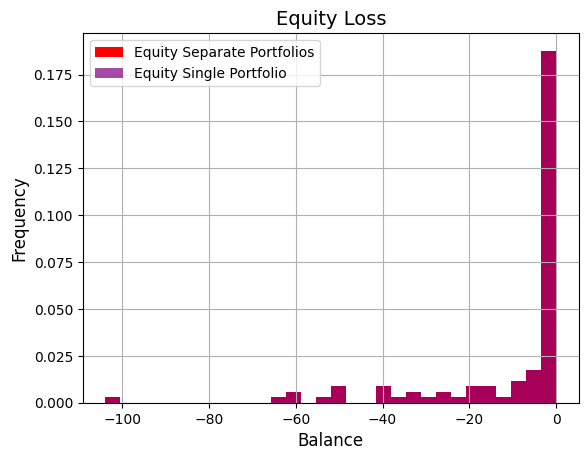 Equity Loss
Equity Separate Portfolios
Equity Single Portfolio
0.175
0.150
0.125
0.100
0.075
0.050
0.025
0.000
Frequency
−100
−80
−60
−40
−20
0
Balance